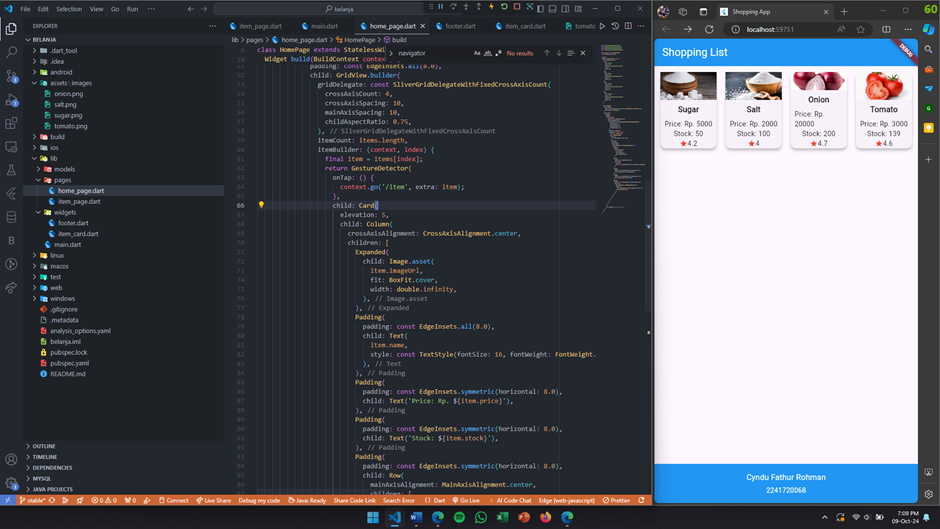 File Edit Selection View Go Run ···
belanja
60
EXPLORER
BELANJA
.dart_tool
.idea
android
assets \ images
onion.png
salt.png
sugar.png
tomato.png
build
ios
lib
models
pages
home_page.dart
item_page.dart
widgets
footer.dart
item_card.dart
main.dart
linux
macos
test
web
windows
.gitignore
.metadata
analysis_options.yaml
belanja.iml
pubspec.lock
pubspec.yaml
README.md
OUTLINE
TIMELINE
DEPENDENCIES
MYSQL
JAVA PROJECTS
item_page.dart main.dart home_page.dart footer.dart item_card.dart tomato
lib > pages > home_page.dart > HomePage > build
navigator
Aa ab .* No results
class HomePage extends StatelessWi
Widget build(BuildContext context
padding: const EdgeInsets.all(8.0),
child: GridView.builder(
gridDelegate: const SliverGridDelegateWithFixedCrossAxisCount(
crossAxisCount: 4,
crossAxisSpacing: 10,
mainAxisSpacing: 10,
childAspectRatio: 0.75,
), // SliverGridDelegateWithFixedCrossAxisCount
itemCount: items.length,
itemBuilder: (context, index) {
final item = items[index];
return GestureDetector(
onTap: () {
context.go('/item', extra: item);
},
66 child: Card(
elevation: 5,
child: Column(
crossAxisAlignment: CrossAxisAlignment.center,
children: [
Expanded(
child: Image.asset(
item.imageUrl,
fit: BoxFit.cover,
width: double.infinity,
), // Image.asset
), // Expanded
Padding(
padding: const EdgeInsets.all(8.0),
child: Text(
item.name,
style: const TextStyle(fontSize: 16, fontWeight: FontWeight.
), // Text
), // Padding
Padding(
padding: const EdgeInsets.symmetric(horizontal: 8.0),
child: Text('Price: Rp. ${item.price}'),
), // Padding
Padding(
padding: const EdgeInsets.symmetric(horizontal: 8.0),
child: Text('Stock: ${item.stock}'),
), // Padding
Padding(
padding: const EdgeInsets.symmetric(horizontal: 8.0),
child: Row(
mainAxisAlignment: MainAxisAlignment.center,
children: [
stable* 0 0 0 Connect Live Share Debug my code Java: Ready Share Code Link Search Error {} Dart Go Live AI Code Chat Edge (web-javascript) Prettier
Shopping App
localhost:59751
Shopping List
DEBUG
Sugar
Price: Rp. 5000
Stock: 50
4.2
Salt
Price: Rp. 2000
Stock: 100
4
Onion
Price: Rp.
20000
Stock: 200
4.7
Tomato
Price: Rp. 3000
Stock: 139
4.6
Cyndu Fathur Rohman
2241720068
7:09 PM
09-Oct-24